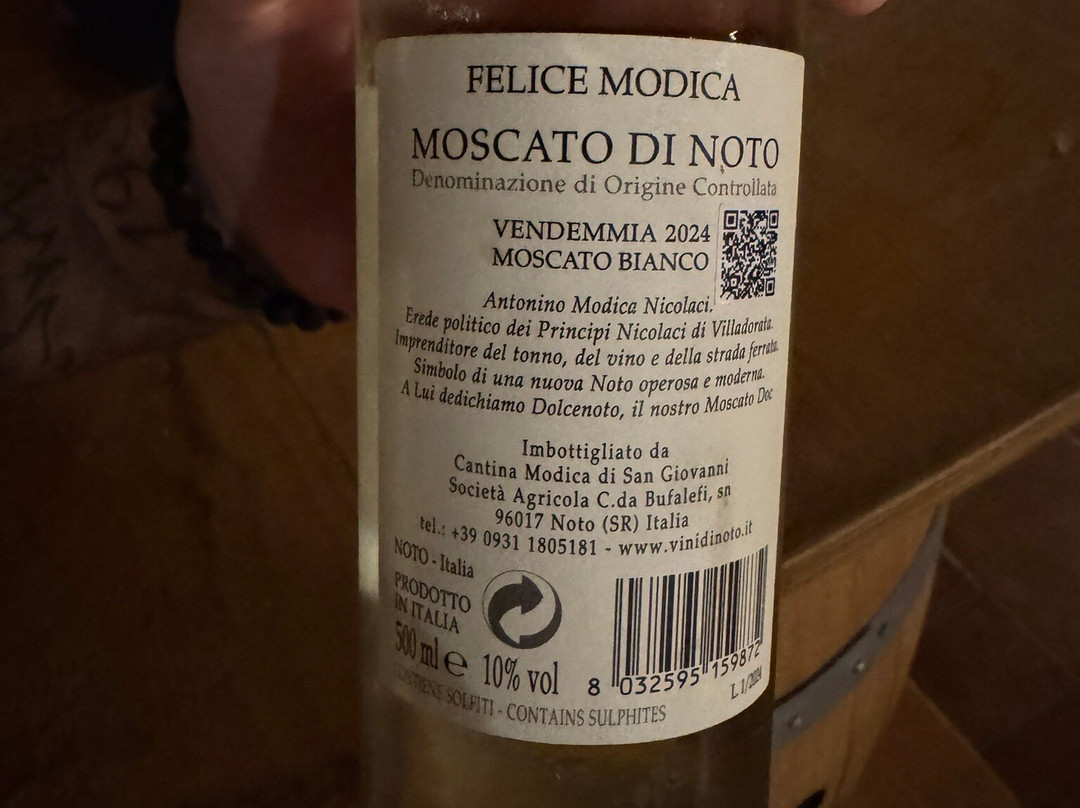 FELICE MODICA
MOSCATO DI NOTO
Denominazione di Origine Controllata
VENDEMMIA 2024
MOSCATO BIANCO
Antonino Modica Nicolaci.
Erede politico dei Principi Nicolaci di Villadorata.
Imprenditore del tonno, del vino e della strada ferrata.
Simbolo di una nuova Noto operosa e moderna.
A Lui dedichiamo Dolcenoto, il nostro Moscato Doc
Imbottigliato da
Cantina Modica di San Giovanni
Società Agricola C.da Bufalefi, sn
96017 Noto (SR) Italia
tel.: +39 0931 1805181 - www.vinidinoto.it
NOTO - Italia
PRODOTTO
IN ITALIA
500 ml e 10% vol
8 032595 159872
L.1/2024
CONTIENE SOLFITI - CONTAINS SULPHITES